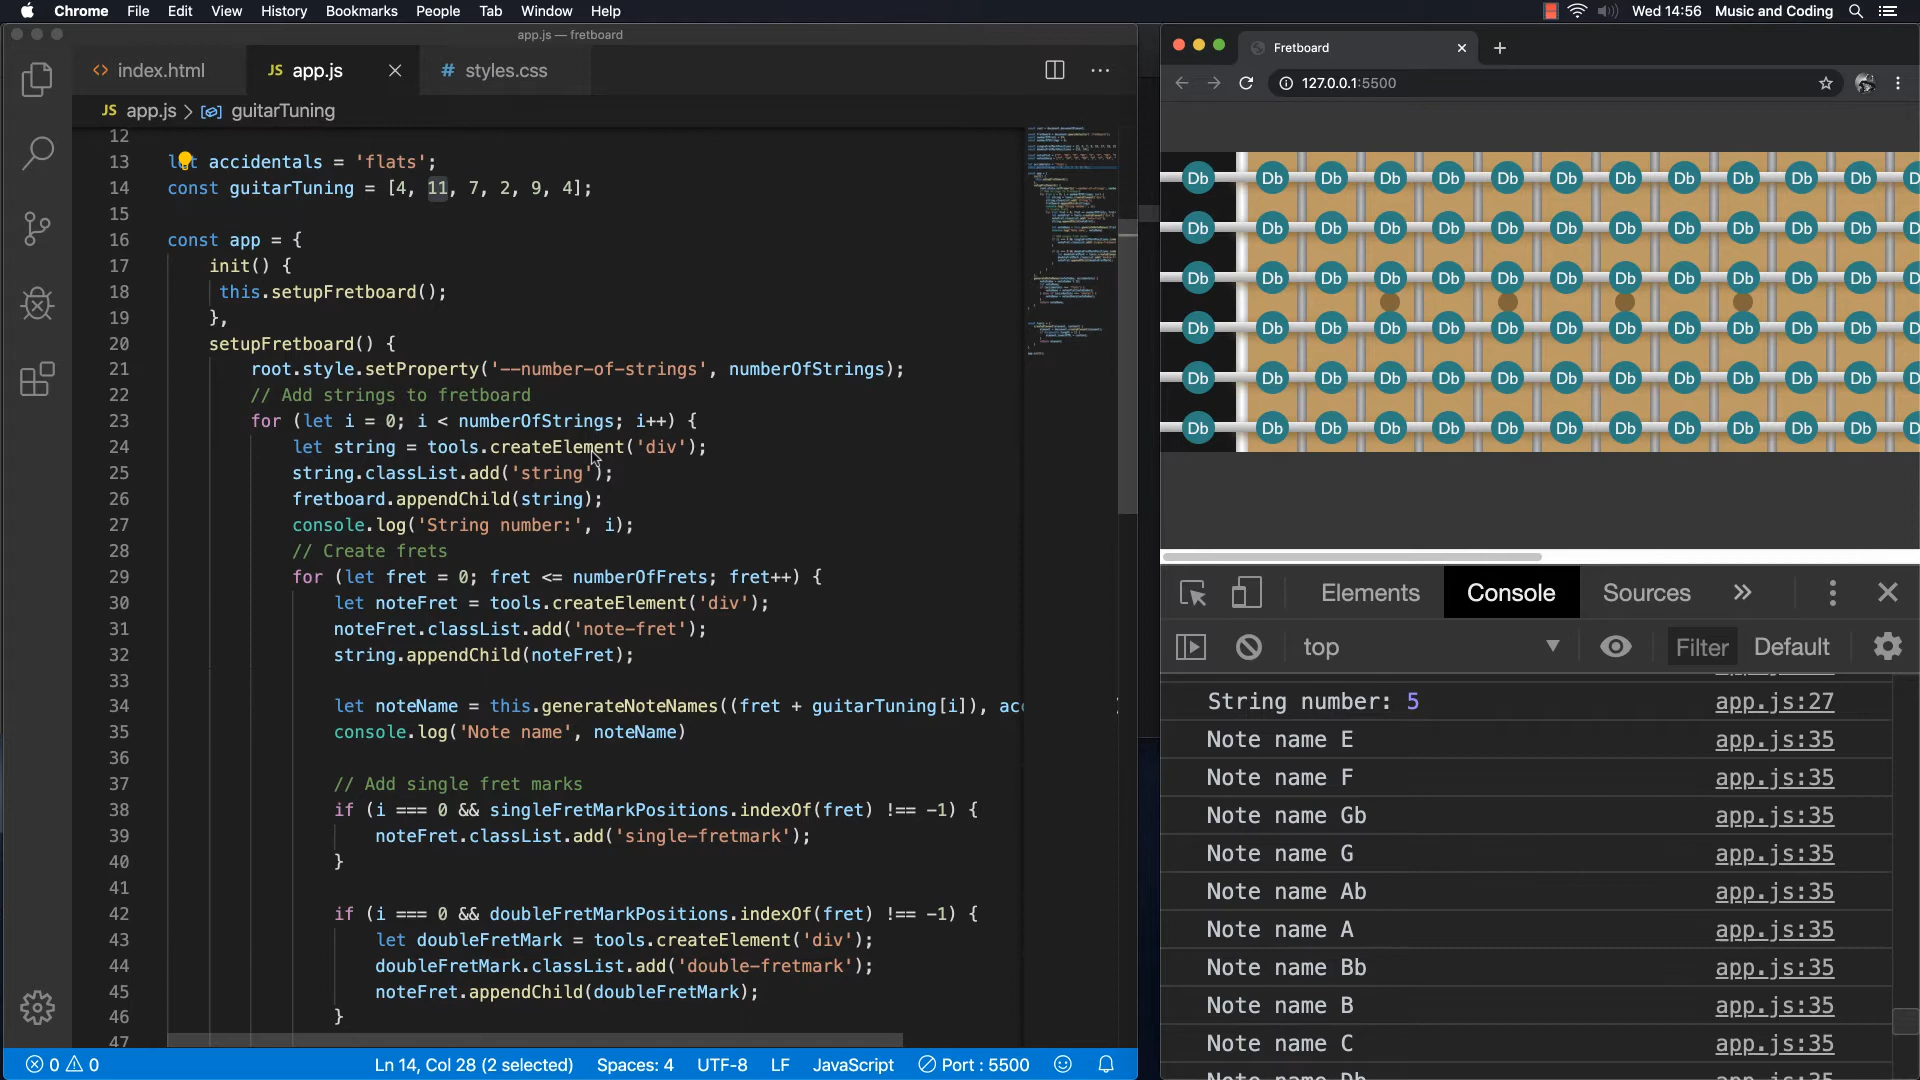 Chrome File Edit View History Bookmarks People Tab Window Help Wed 14:56 Music and Coding
app.js — fretboard
index.html JS app.js # styles.css
JS app.js > guitarTuning
12
13 let accidentals = 'flats';
14 const guitarTuning = [4, 11, 7, 2, 9, 4];
15
16 const app = {
17 init() {
18 this.setupFretboard();
19 },
20 setupFretboard() {
21 root.style.setProperty('--number-of-strings', numberOfStrings);
22 // Add strings to fretboard
23 for (let i = 0; i < numberOfStrings; i++) {
24 let string = tools.createElement('div');
25 string.classList.add('string');
26 fretboard.appendChild(string);
27 console.log('String number:', i);
28 // Create frets
29 for (let fret = 0; fret <= numberOfFrets; fret++) {
30 let noteFret = tools.createElement('div');
31 noteFret.classList.add('note-fret');
32 string.appendChild(noteFret);
33
34 let noteName = this.generateNoteNames((fret + guitarTuning[i]), acc
35 console.log('Note name', noteName)
36
37 // Add single fret marks
38 if (i === 0 && singleFretMarkPositions.indexOf(fret) !== -1) {
39 noteFret.classList.add('single-fretmark');
40 }
41
42 if (i === 0 && doubleFretMarkPositions.indexOf(fret) !== -1) {
43 let doubleFretMark = tools.createElement('div');
44 doubleFretMark.classList.add('double-fretmark');
45 noteFret.appendChild(doubleFretMark);
46 }
47
0 0 Ln 14, Col 28 (2 selected) Spaces: 4 UTF-8 LF JavaScript Port : 5500
Fretboard
127.0.0.1:5500
Db Db Db Db Db Db Db Db Db Db Db Db D
Db Db Db Db Db Db Db Db Db Db Db Db D
Db Db Db Db Db Db Db Db Db Db Db Db D
Db Db Db Db Db Db Db Db Db Db Db Db D
Db Db Db Db Db Db Db Db Db Db Db Db D
Db Db Db Db Db Db Db Db Db Db Db Db D
Elements Console Sources »
top Filter Default
String number: 5 app.js:27
Note name E app.js:35
Note name F app.js:35
Note name Gb app.js:35
Note name G app.js:35
Note name Ab app.js:35
Note name A app.js:35
Note name Bb app.js:35
Note name B app.js:35
Note name C app.js:35
Note name Db app.js:35